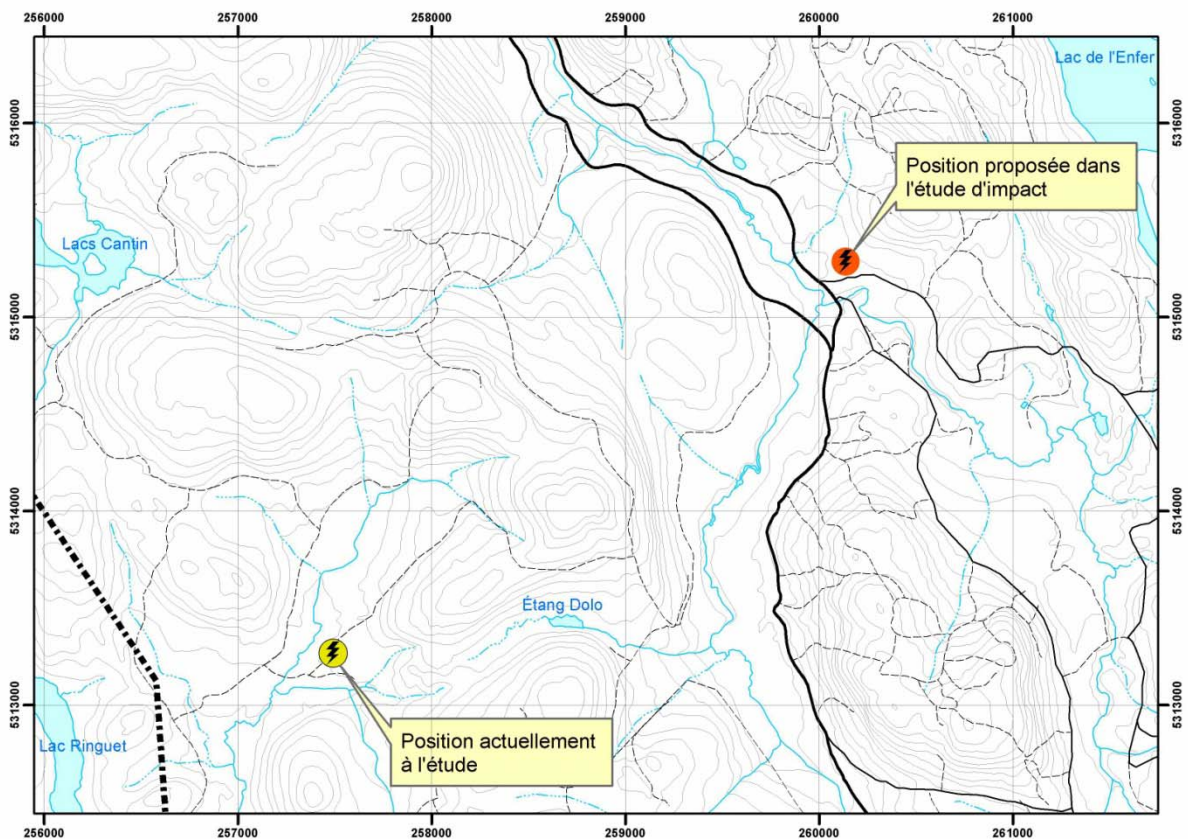 256000
257000
258000
259000
260000
261000
Lac de l'Enfer
5316000
5316000
Position proposée dans
l'étude d'impact
Lacs Cantin
5315000
5315000
5314000
5314000
Étang Dolo
5313000
5313000
Lac Ringuet
Position actuellement
à l'étude
256000
257000
258000
259000
260000
261000